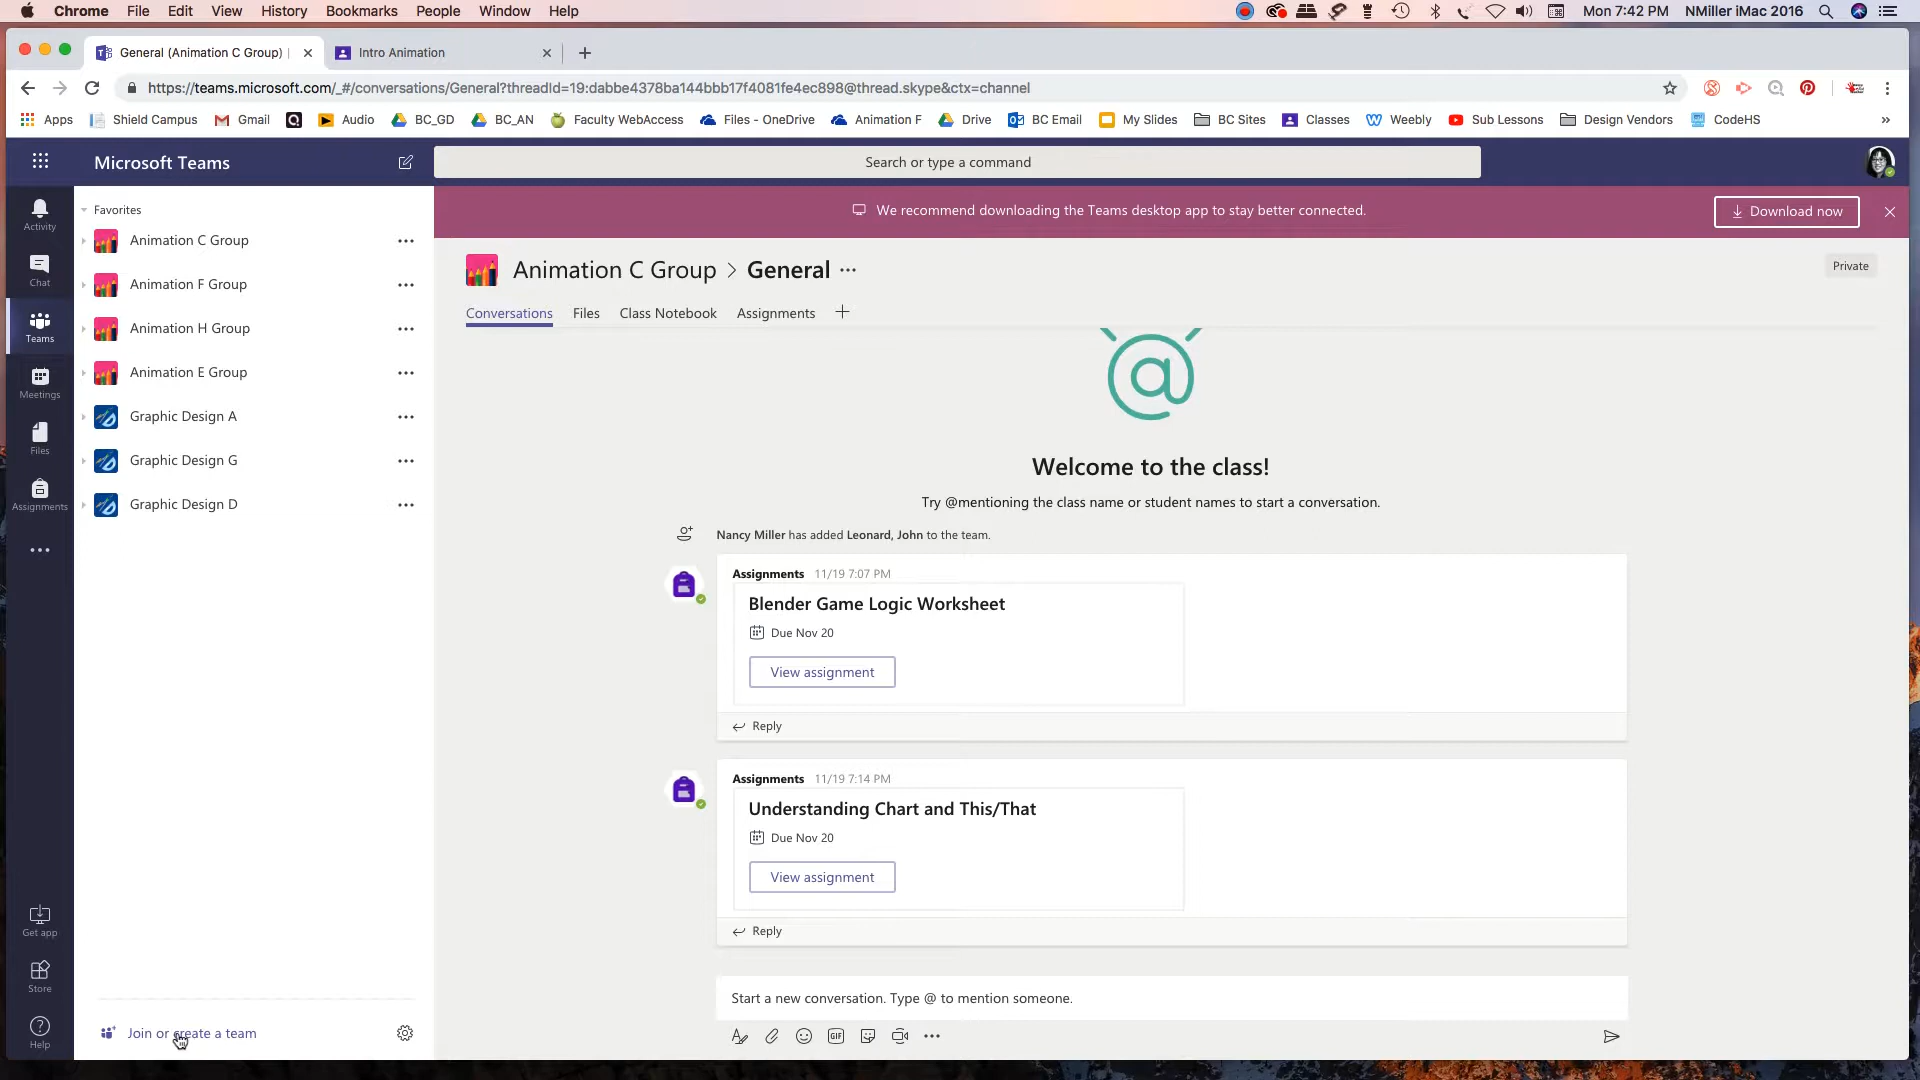 Chrome File Edit View History Bookmarks People Window Help Mon 7:42 PM NMiller iMac 2016
General (Animation C Group) | Intro Animation
https://teams.microsoft.com/_#/conversations/General?threadId=19:dabbe4378ba144bbb17f4081fe4ec898@thread.skype&ctx=channel
Apps Shield Campus Gmail Audio BC_GD BC_AN Faculty WebAccess Files - OneDrive Animation F Drive BC Email My Slides BC Sites Classes Weebly Sub Lessons Design Vendors CodeHS »
Microsoft Teams
Search or type a command
We recommend downloading the Teams desktop app to stay better connected.
Download now
Activity
Chat
Teams
Meetings
Files
Assignments
Get app
Store
Help
Favorites
Animation C Group
Animation F Group
Animation H Group
Animation E Group
Graphic Design A
Graphic Design G
Graphic Design D
Join or create a team
Animation C Group > General
Private
Conversations Files Class Notebook Assignments
@
Welcome to the class!
Try @mentioning the class name or student names to start a conversation.
Nancy Miller has added Leonard, John to the team.
Assignments 11/19 7:07 PM
Blender Game Logic Worksheet
Due Nov 20
View assignment
Reply
Assignments 11/19 7:14 PM
Understanding Chart and This/That
Due Nov 20
View assignment
Reply
Start a new conversation. Type @ to mention someone.
GIF